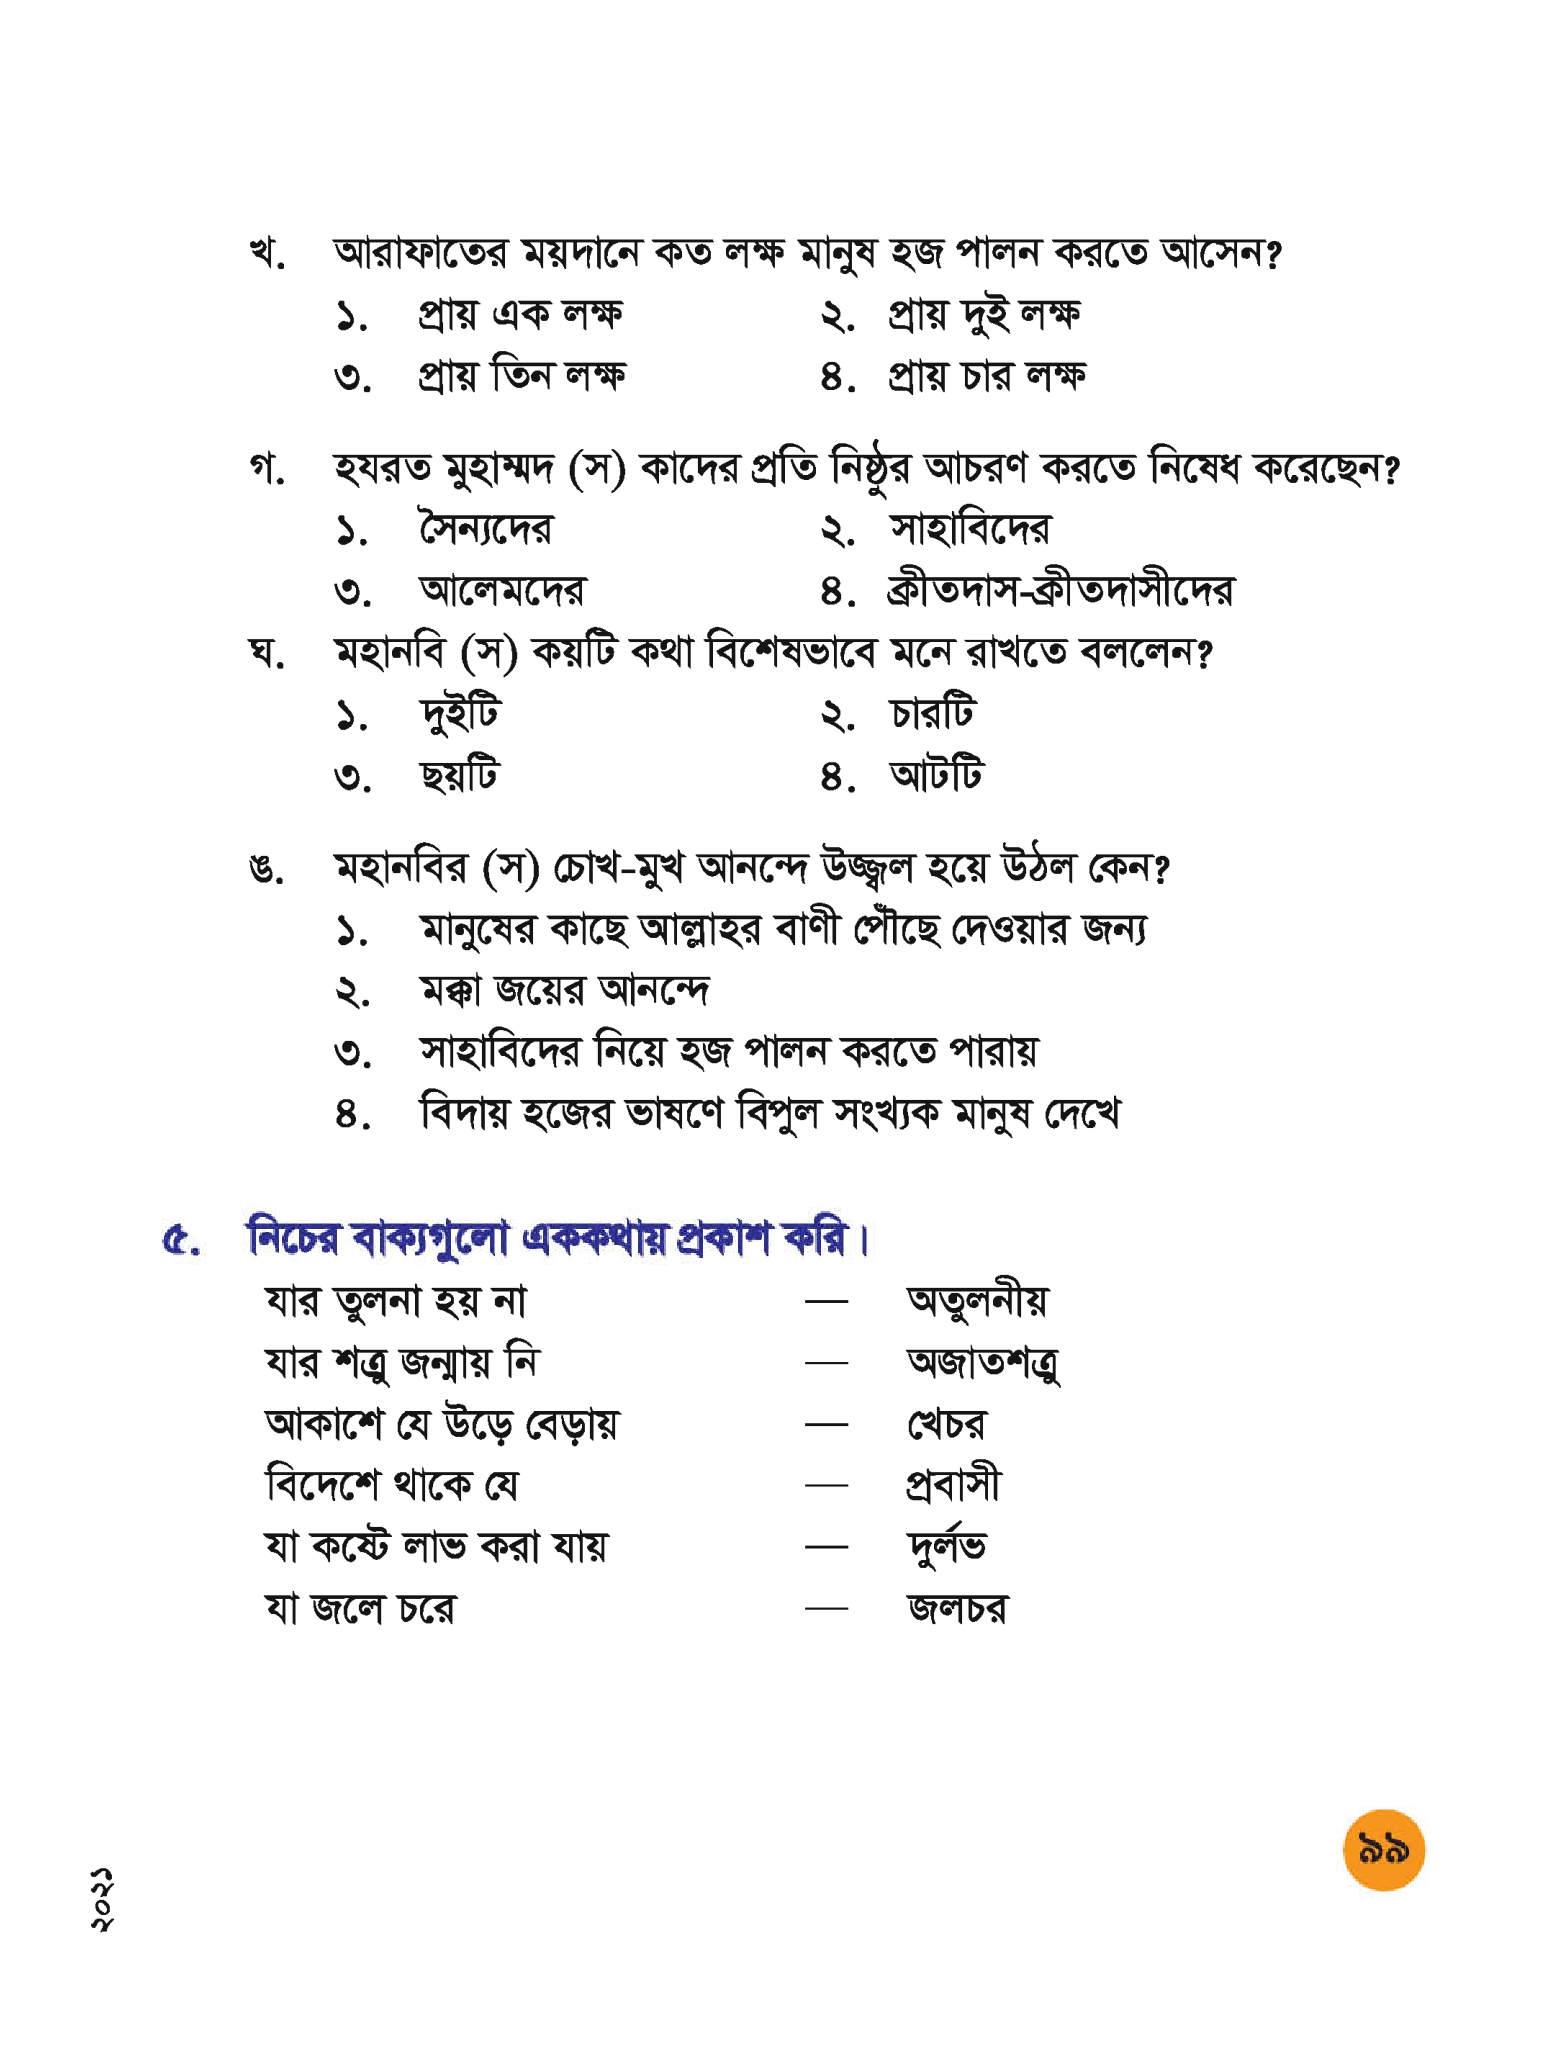 খ. আরাফাতের ময়দানে কত লক্ষ মানুষ হজ পালন করতে আসেন?
১. প্রায় এক লক্ষ ২. প্রায় দুই লক্ষ
৩. প্রায় তিন লক্ষ ৪. প্রায় চার লক্ষ
গ. হযরত মুহাম্মদ (স) কাদের প্রতি নিষ্ঠুর আচরণ করতে নিষেধ করেছেন?
১. সৈন্যদের ২. সাহাবিদের
৩. আলেমদের ৪. ক্রীতদাস-ক্রীতদাসীদের
ঘ. মহানবি (স) কয়টি কথা বিশেষভাবে মনে রাখতে বললেন?
১. দুইটি ২. চারটি
৩. ছয়টি ৪. আটটি
ঙ. মহানবির (স) চোখ-মুখ আনন্দে উজ্জ্বল হয়ে উঠল কেন?
১. মানুষের কাছে আল্লাহর বাণী পৌঁছে দেওয়ার জন্য
২. মক্কা জয়ের আনন্দে
৩. সাহাবিদের নিয়ে হজ পালন করতে পারায়
৪. বিদায় হজের ভাষণে বিপুল সংখ্যক মানুষ দেখে
৫. নিচের বাক্যগুলো এককথায় প্রকাশ করি।
যার তুলনা হয় না — অতুলনীয়
যার শত্রু জন্মায় নি — অজাতশত্রু
আকাশে যে উড়ে বেড়ায় — খেচর
বিদেশে থাকে যে — প্রবাসী
যা কষ্টে লাভ করা যায় — দুর্লভ
যা জলে চরে — জলচর
৯৯
২০২১